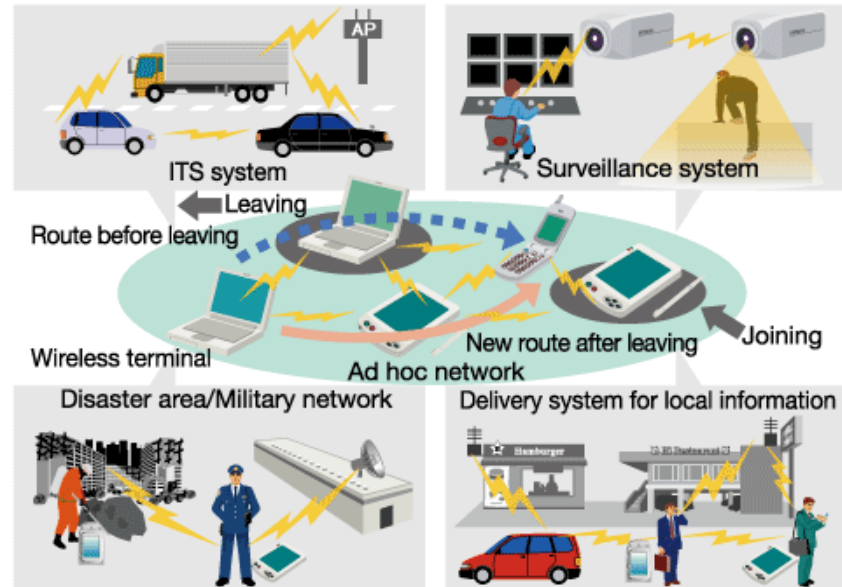 AP
ITS system
Surveillance system
Leaving
Route before leaving
Joining
New route after leaving
Wireless terminal
Ad hoc network
Disaster area/Military network
Delivery system for local information
Hamburger